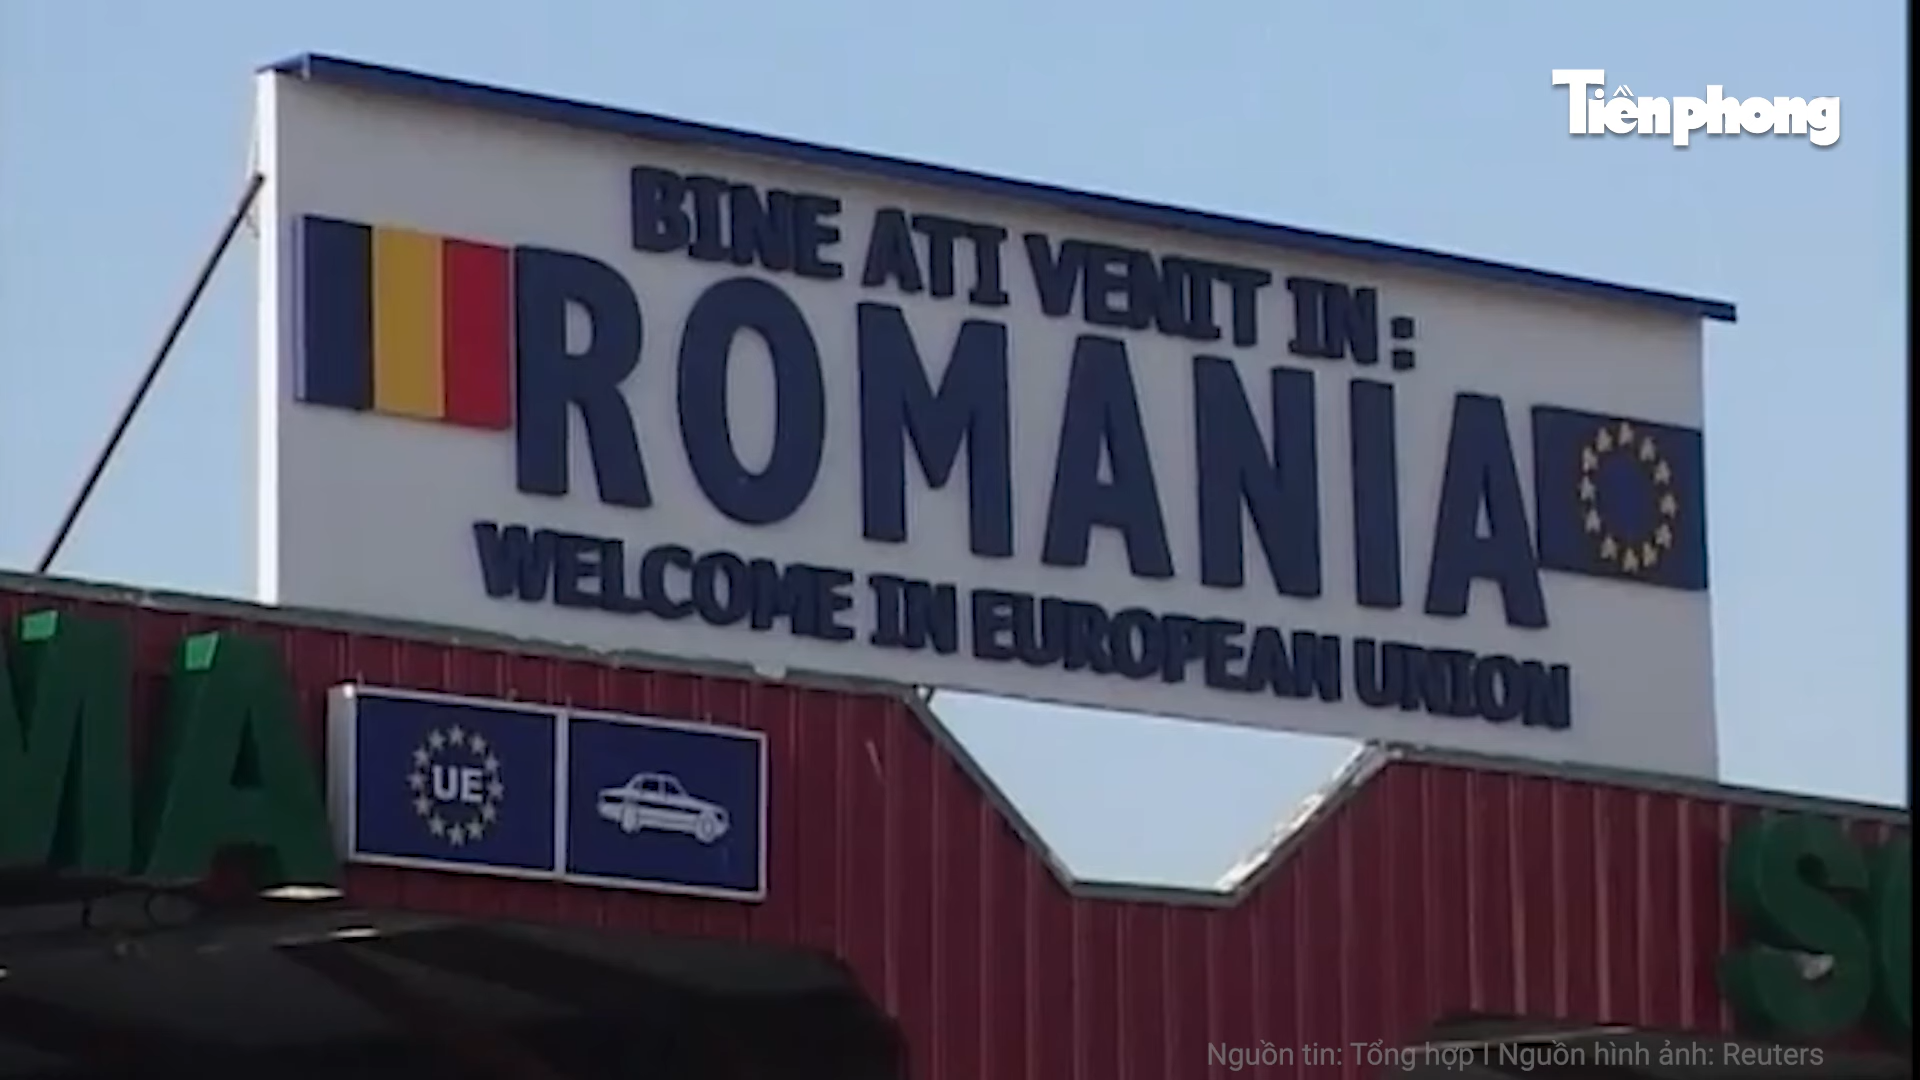 Tiềnphong
BINE ATI VENIT IN:
ROMANIA
WELCOME IN EUROPEAN UNION
MA
UE
Nguồn tin: Tổng hợp I Nguồn hình ảnh: Reuters